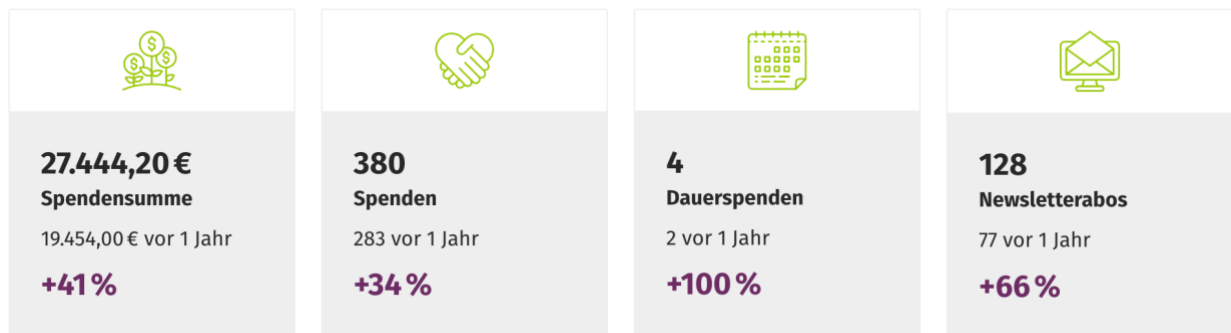 27.444,20 €
Spendensumme
19.454,00 € vor 1 Jahr
+41 %
380
Spenden
283 vor 1 Jahr
+34 %
4
Dauerspenden
2 vor 1 Jahr
+100 %
128
Newsletterabos
77 vor 1 Jahr
+66 %